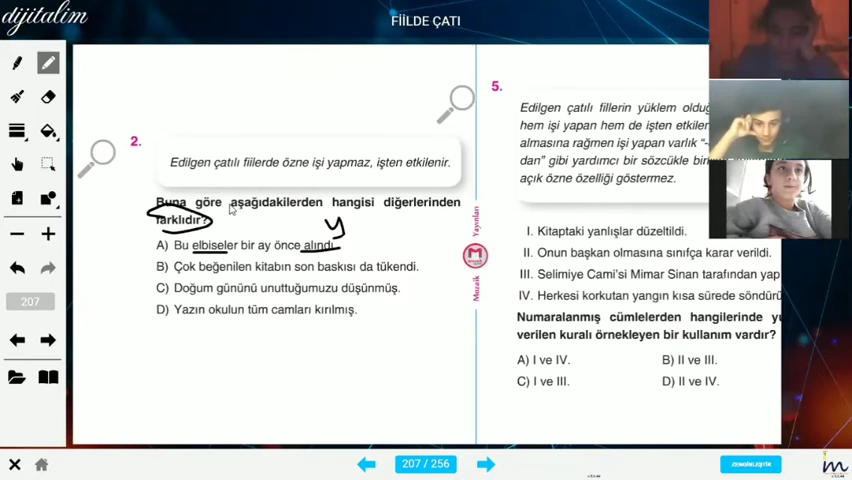 dijitalim
FİİLDE ÇATI
2.
Edilgen çatılı fiilerde özne işi yapmaz, işten etkilenir.
Buna göre aşağıdakilerden hangisi diğerlerinden
farklıdır?
y
A) Bu elbiseler bir ay önce alındı.
B) Çok beğenilen kitabın son baskısı da tükendi.
C) Doğum gününü unuttuğumuzu düşünmüş.
D) Yazın okulun tüm camları kırılmış.
Mozaik Yayınları
5.
Edilgen çatılı fiillerin yüklem olduğ
hem işi yapan hem de işten etkilen
almasına rağmen işi yapan varlık "-
dan" gibi yardımcı bir sözcükle birl
açık özne özelliği göstermez.
I. Kitaptaki yanlışlar düzeltildi.
II. Onun başkan olmasına sınıfça karar verildi.
III. Selimiye Cami'si Mimar Sinan tarafından yap
IV. Herkesi korkutan yangın kısa sürede söndürü
Numaralanmış cümlelerden hangilerinde yu
verilen kuralı örnekleyen bir kullanım vardır?
A) I ve IV.
B) II ve III.
C) I ve III.
D) II ve IV.
207
207 / 256
ZENGİNLEŞTİR